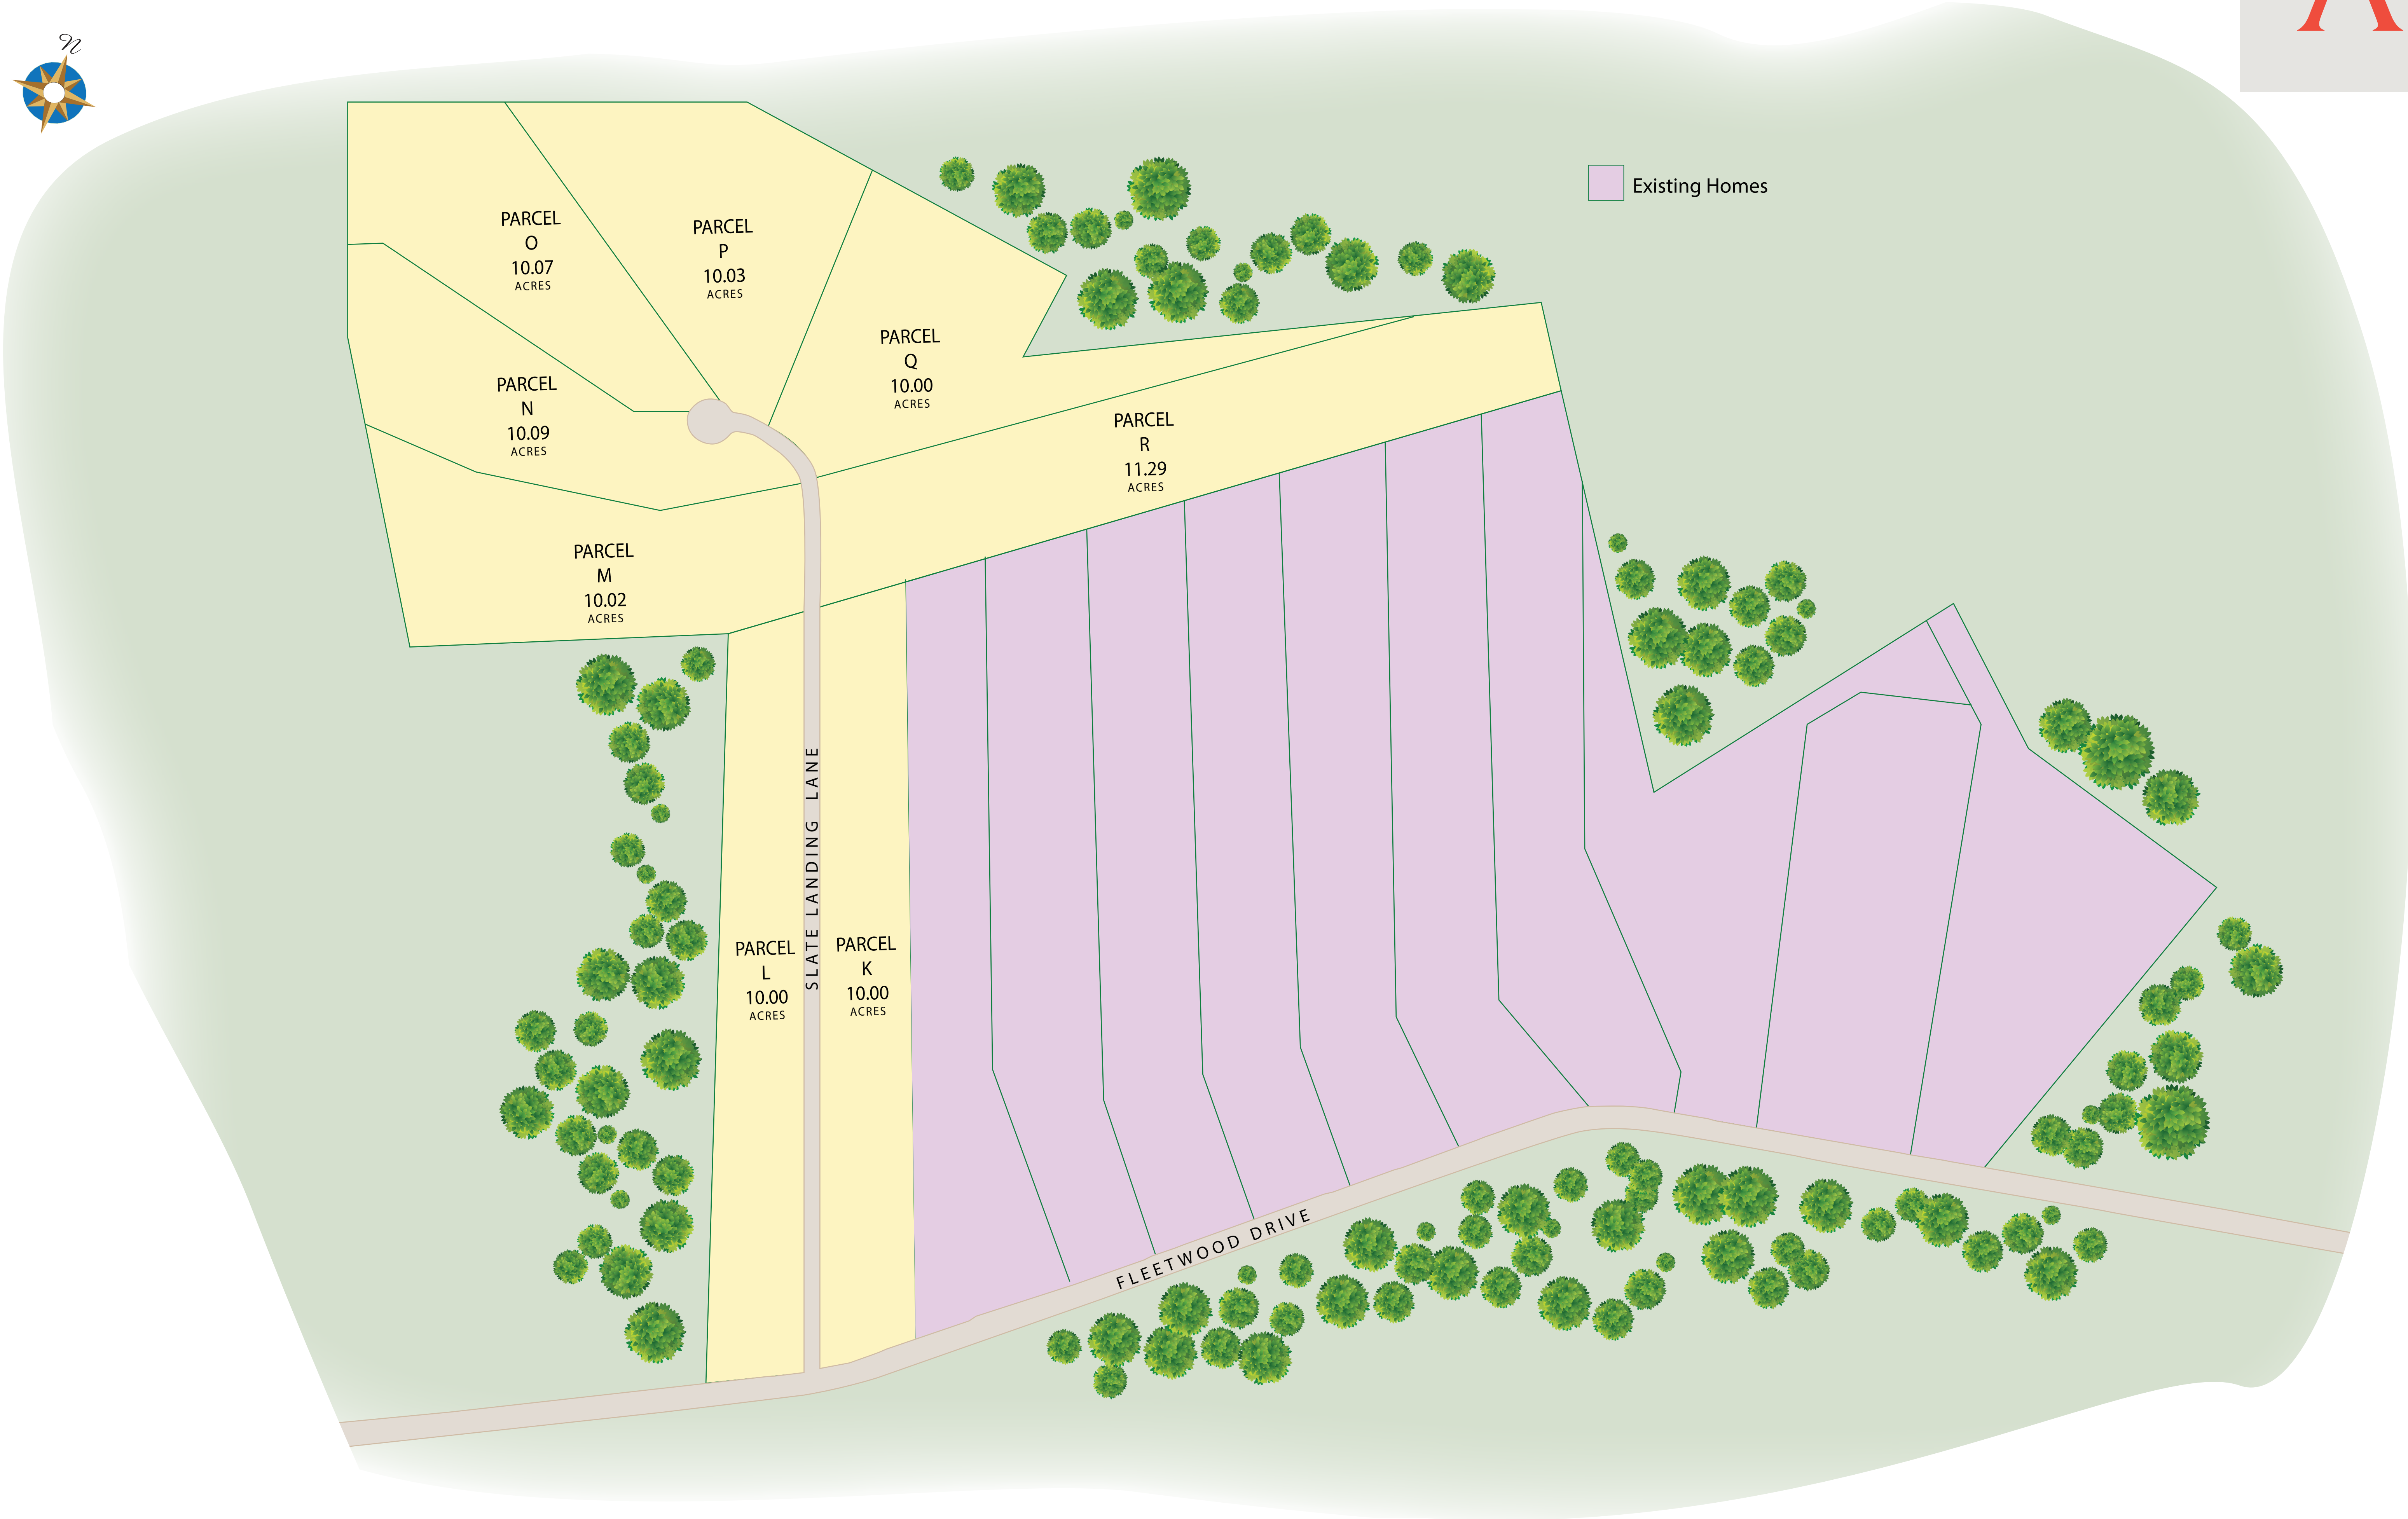 N
A
Existing Homes
PARCEL
O
10.07
ACRES
PARCEL
P
10.03
ACRES
PARCEL
Q
10.00
ACRES
PARCEL
N
10.09
ACRES
PARCEL
R
11.29
ACRES
PARCEL
M
10.02
ACRES
PARCEL
L
10.00
ACRES
SLATE LANDING LANE
PARCEL
K
10.00
ACRES
FLEETWOOD DRIVE